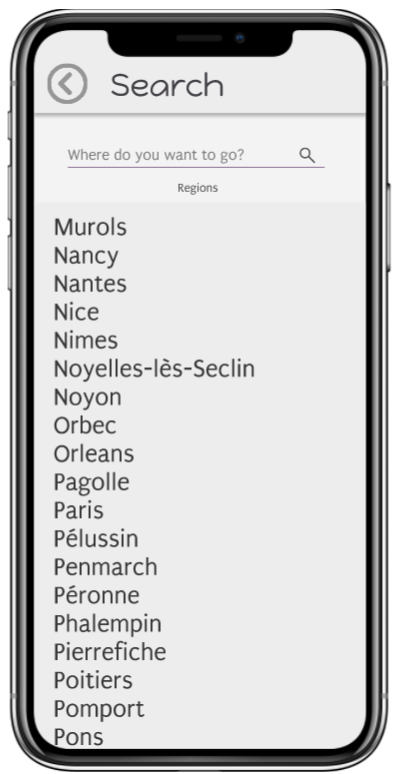 Search
Where do you want to go?
Regions
Murols
Nancy
Nantes
Nice
Nimes
Noyelles-lès-Seclin
Noyon
Orbec
Orleans
Pagolle
Paris
Pélussin
Penmarch
Péronne
Phalempin
Pierrefiche
Poitiers
Pomport
Pons